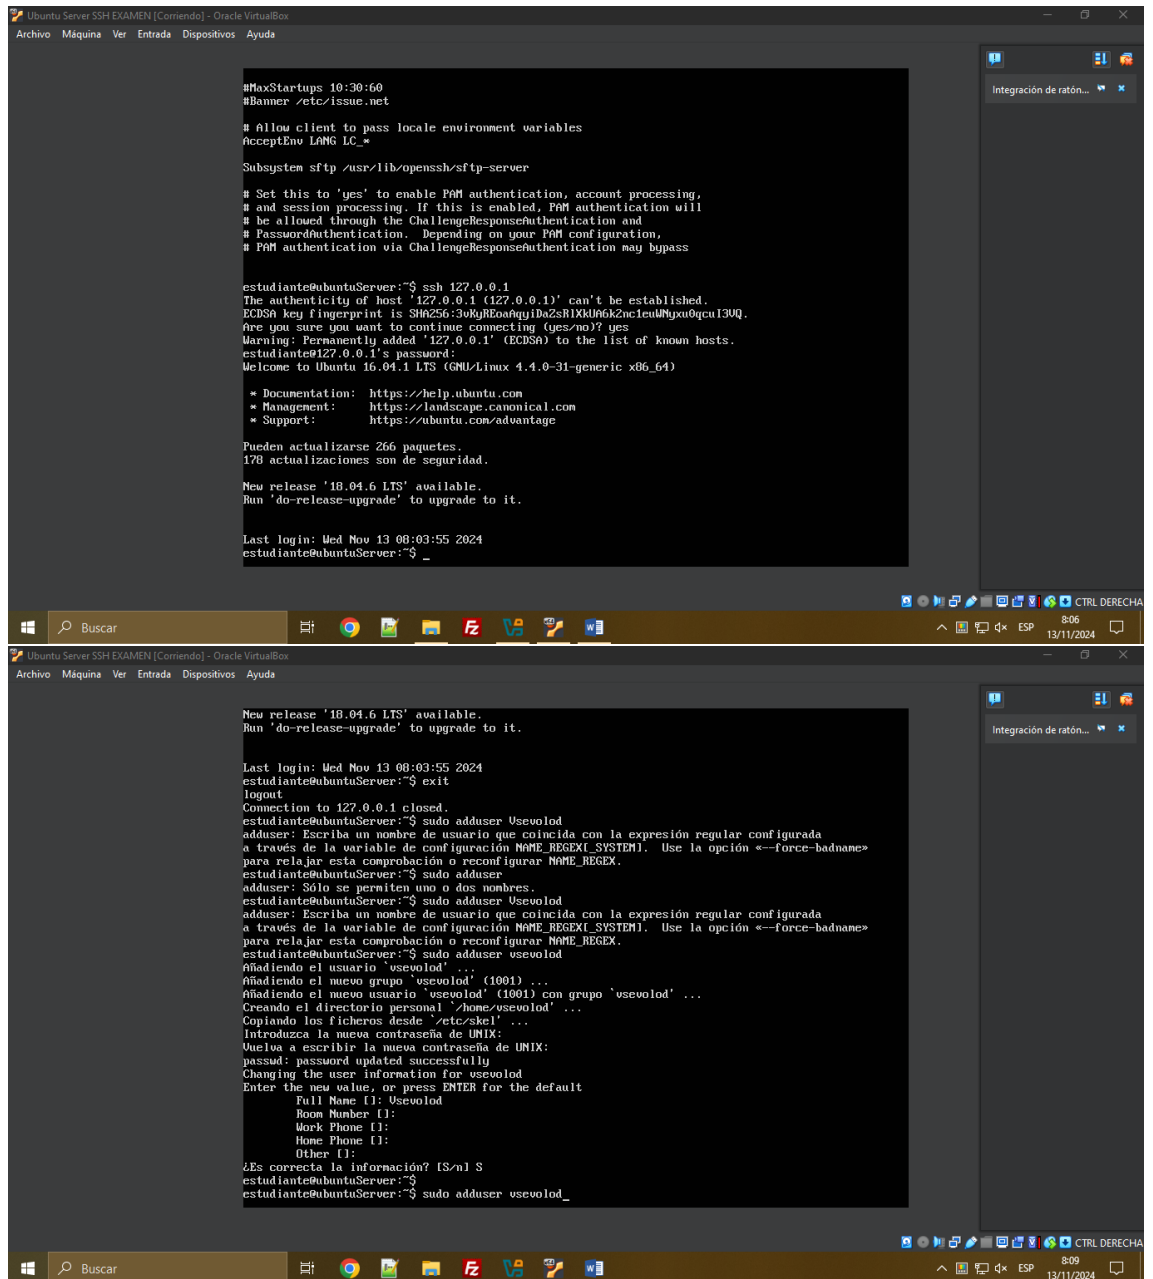 Ubuntu Server SSH EXAMEN [Corriendo] - Oracle VirtualBox
Archivo Máquina Ver Entrada Dispositivos Ayuda
Integración de ratón...
#MaxStartups 10:30:60
#Banner /etc/issue.net
# Allow client to pass locale environment variables
AcceptEnv LANG LC_*
Subsystem sftp /usr/lib/openssh/sftp-server
# Set this to 'yes' to enable PAM authentication, account processing,
# and session processing. If this is enabled, PAM authentication will
# be allowed through the ChallengeResponseAuthentication and
# PasswordAuthentication.  Depending on your PAM configuration,
# PAM authentication via ChallengeResponseAuthentication may bypass
estudiante@ubuntuServer:~$ ssh 127.0.0.1
The authenticity of host '127.0.0.1 (127.0.0.1)' can't be established.
ECDSA key fingerprint is SHA256:3vKyREoaAqyiDaZsRlXkUA6k2nc1euWNyxu0qcuI3VQ.
Are you sure you want to continue connecting (yes/no)? yes
Warning: Permanently added '127.0.0.1' (ECDSA) to the list of known hosts.
estudiante@127.0.0.1's password:
Welcome to Ubuntu 16.04.1 LTS (GNU/Linux 4.4.0-31-generic x86_64)
* Documentation:  https://help.ubuntu.com
* Management:     https://landscape.canonical.com
* Support:        https://ubuntu.com/advantage
Pueden actualizarse 266 paquetes.
178 actualizaciones son de seguridad.
New release '18.04.6 LTS' available.
Run 'do-release-upgrade' to upgrade to it.
Last login: Wed Nov 13 08:03:55 2024
estudiante@ubuntuServer:~$ _
CTRL DERECHA
Buscar
ESP
8:06
13/11/2024
Ubuntu Server SSH EXAMEN [Corriendo] - Oracle VirtualBox
Archivo Máquina Ver Entrada Dispositivos Ayuda
Integración de ratón...
New release '18.04.6 LTS' available.
Run 'do-release-upgrade' to upgrade to it.
Last login: Wed Nov 13 08:03:55 2024
estudiante@ubuntuServer:~$ exit
logout
Connection to 127.0.0.1 closed.
estudiante@ubuntuServer:~$ sudo adduser Vsevolod
adduser: Escriba un nombre de usuario que coincida con la expresión regular configurada
a través de la variable de configuración NAME_REGEX[_SYSTEM].  Use la opción «--force-badname»
para relajar esta comprobación o reconfigurar NAME_REGEX.
estudiante@ubuntuServer:~$ sudo adduser
adduser: Sólo se permiten uno o dos nombres.
estudiante@ubuntuServer:~$ sudo adduser Vsevolod
adduser: Escriba un nombre de usuario que coincida con la expresión regular configurada
a través de la variable de configuración NAME_REGEX[_SYSTEM].  Use la opción «--force-badname»
para relajar esta comprobación o reconfigurar NAME_REGEX.
estudiante@ubuntuServer:~$ sudo adduser vsevolod
Añadiendo el usuario `vsevolod' ...
Añadiendo el nuevo grupo `vsevolod' (1001) ...
Añadiendo el nuevo usuario `vsevolod' (1001) con grupo `vsevolod' ...
Creando el directorio personal `/home/vsevolod' ...
Copiando los ficheros desde `/etc/skel' ...
Introduzca la nueva contraseña de UNIX:
Vuelva a escribir la nueva contraseña de UNIX:
passwd: password updated successfully
Changing the user information for vsevolod
Enter the new value, or press ENTER for the default
Full Name []: Vsevolod
Room Number []:
Work Phone []:
Home Phone []:
Other []:
¿Es correcta la información? [S/n] S
estudiante@ubuntuServer:~$
estudiante@ubuntuServer:~$ sudo adduser vsevolod_
CTRL DERECHA
Buscar
ESP
8:09
13/11/2024